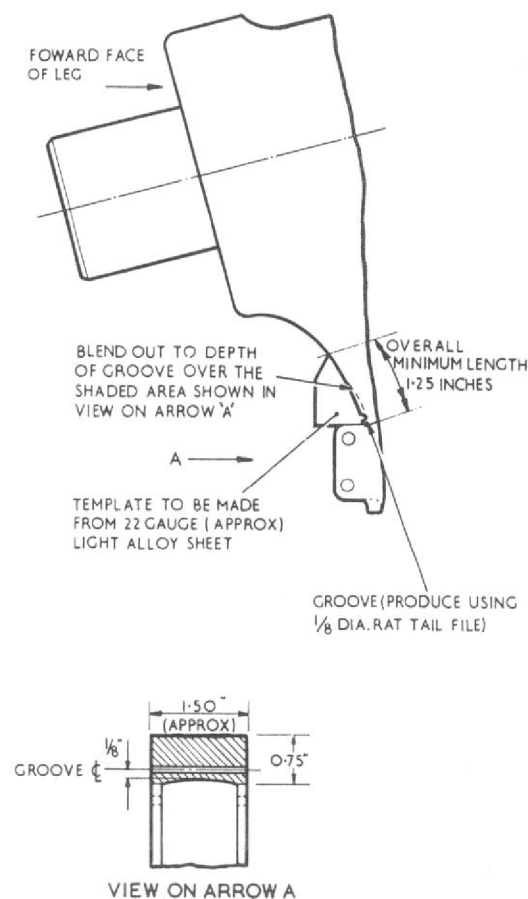 FOWARD FACE
OF LEG
OVERALL
MINIMUM LENGTH
1·25 INCHES
BLEND OUT TO DEPTH
OF GROOVE OVER THE
SHADED AREA SHOWN IN
VIEW ON ARROW 'A'
A
TEMPLATE TO BE MADE
FROM 22 GAUGE (APPROX)
LIGHT ALLOY SHEET
GROOVE (PRODUCE USING
1/8 DIA. RAT TAIL FILE)
1·50"
(APPROX)
1/8"
0·75"
GROOVE ℄
VIEW ON ARROW A